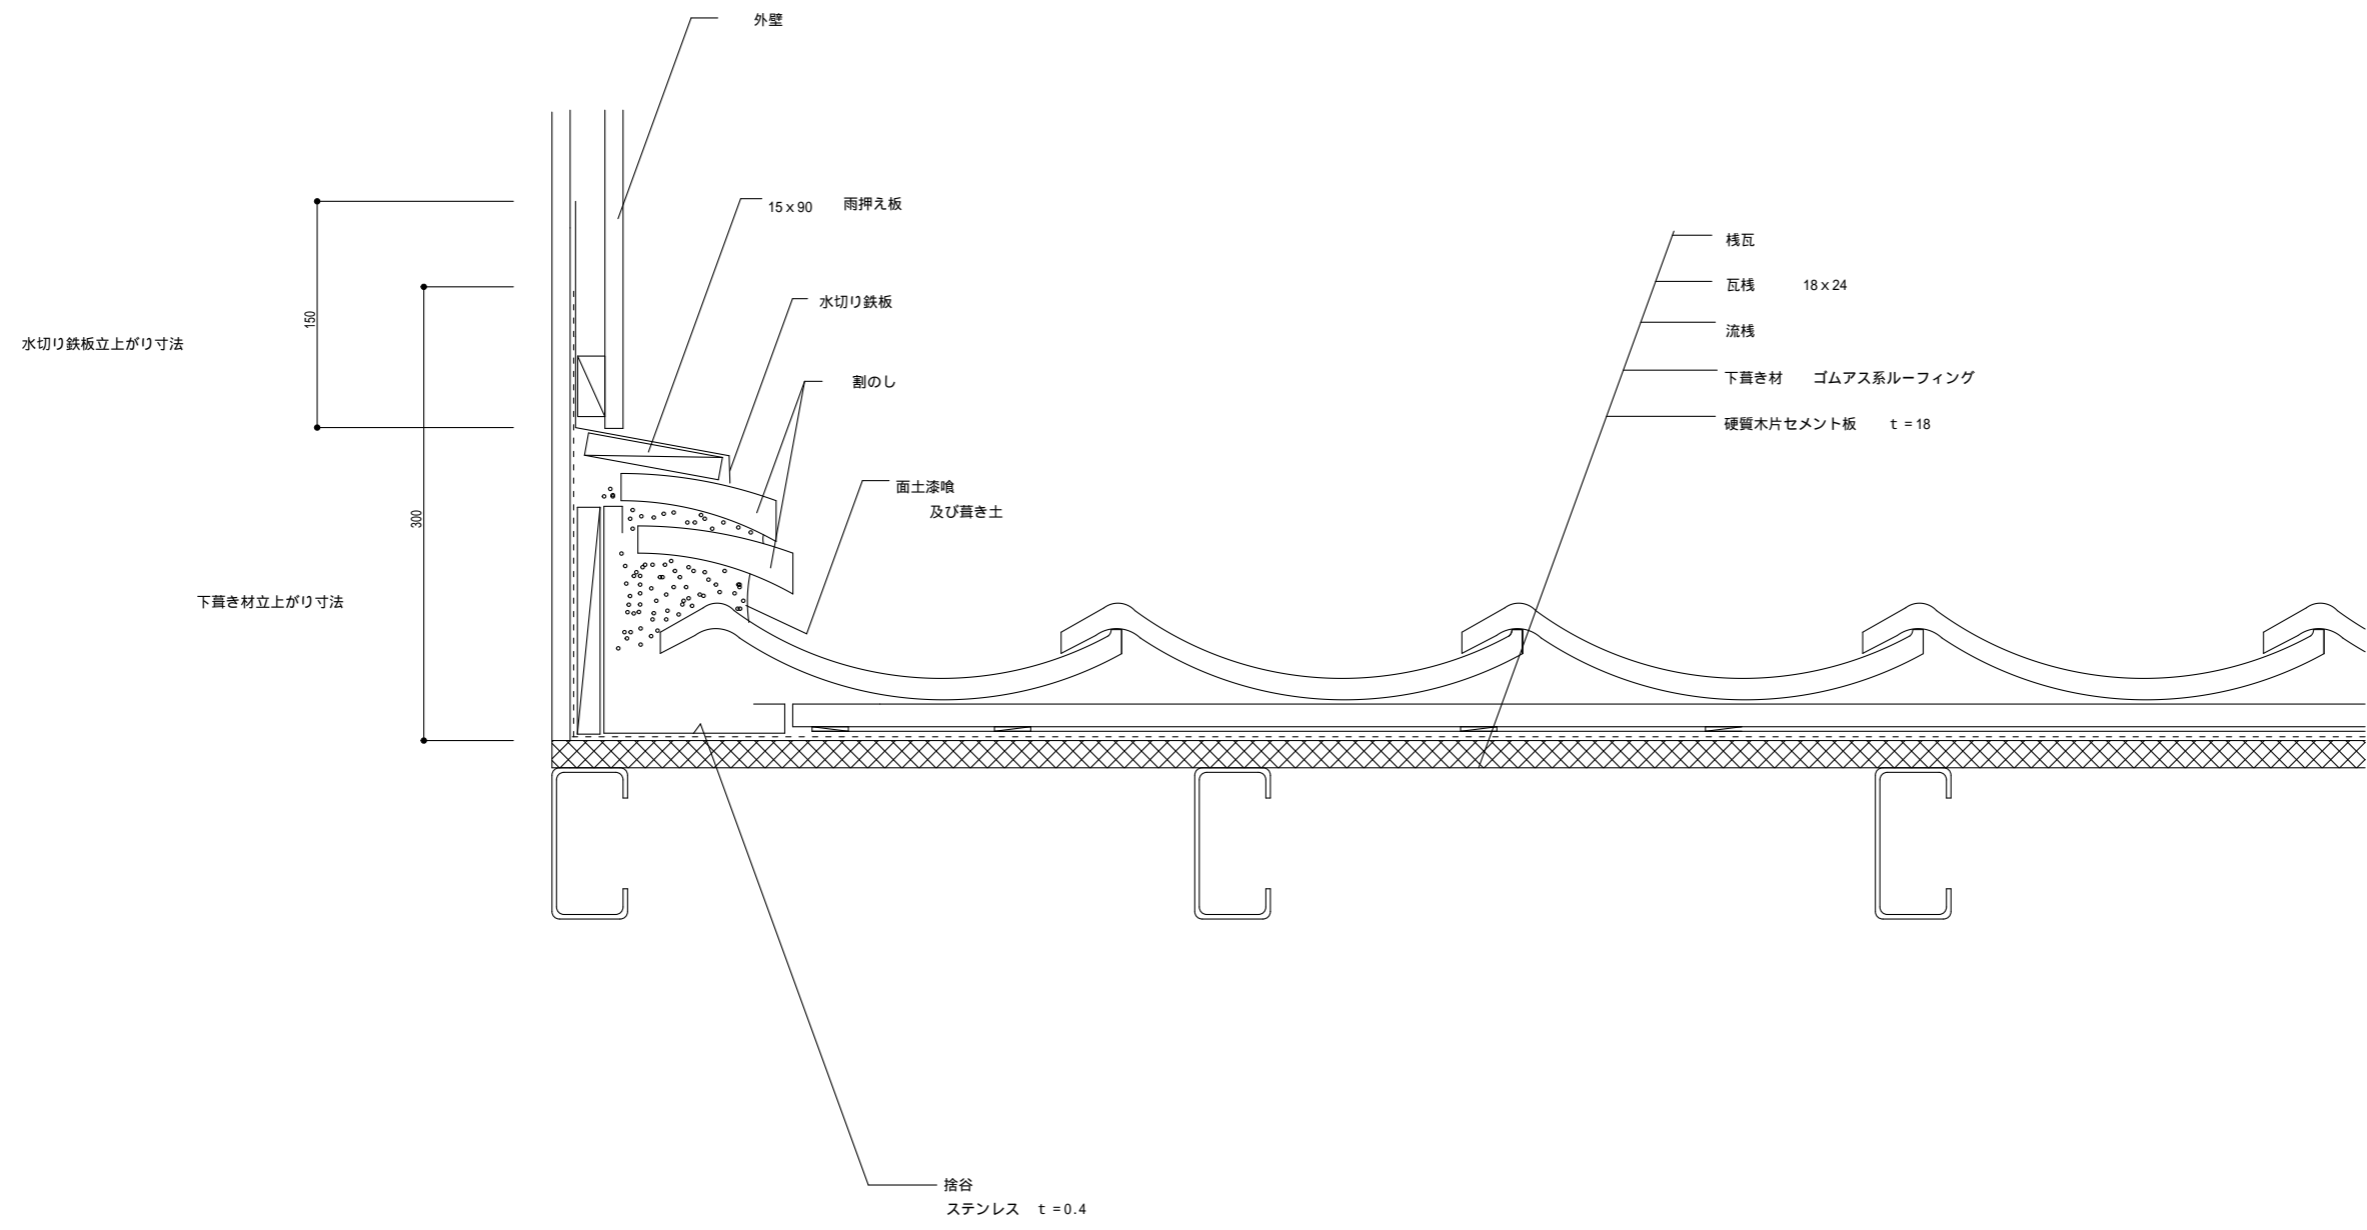 外壁
15×90 雨押え板
水切り鉄板
割のし
面土漆喰
及び葺き土
桟瓦
瓦桟 18×24
流桟
下葺き材 ゴムアス系ルーフィング
硬質木片セメント板 t=18
150
水切り鉄板立上がり寸法
300
下葺き材立上がり寸法
捨谷
ステンレス t=0.4